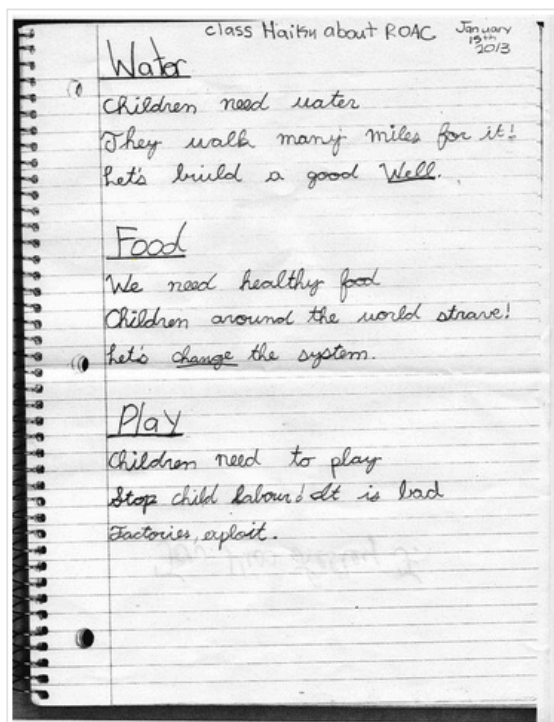 class Haiku about ROAC
January
15th
2013
Water
Children need water
They walk many miles for it!
Let's build a good Well.
Food
We need healthy food
Children around the world strave!
Let's change the system.
Play
Children need to play
Stop child labour! It is bad
Factories, exploit.